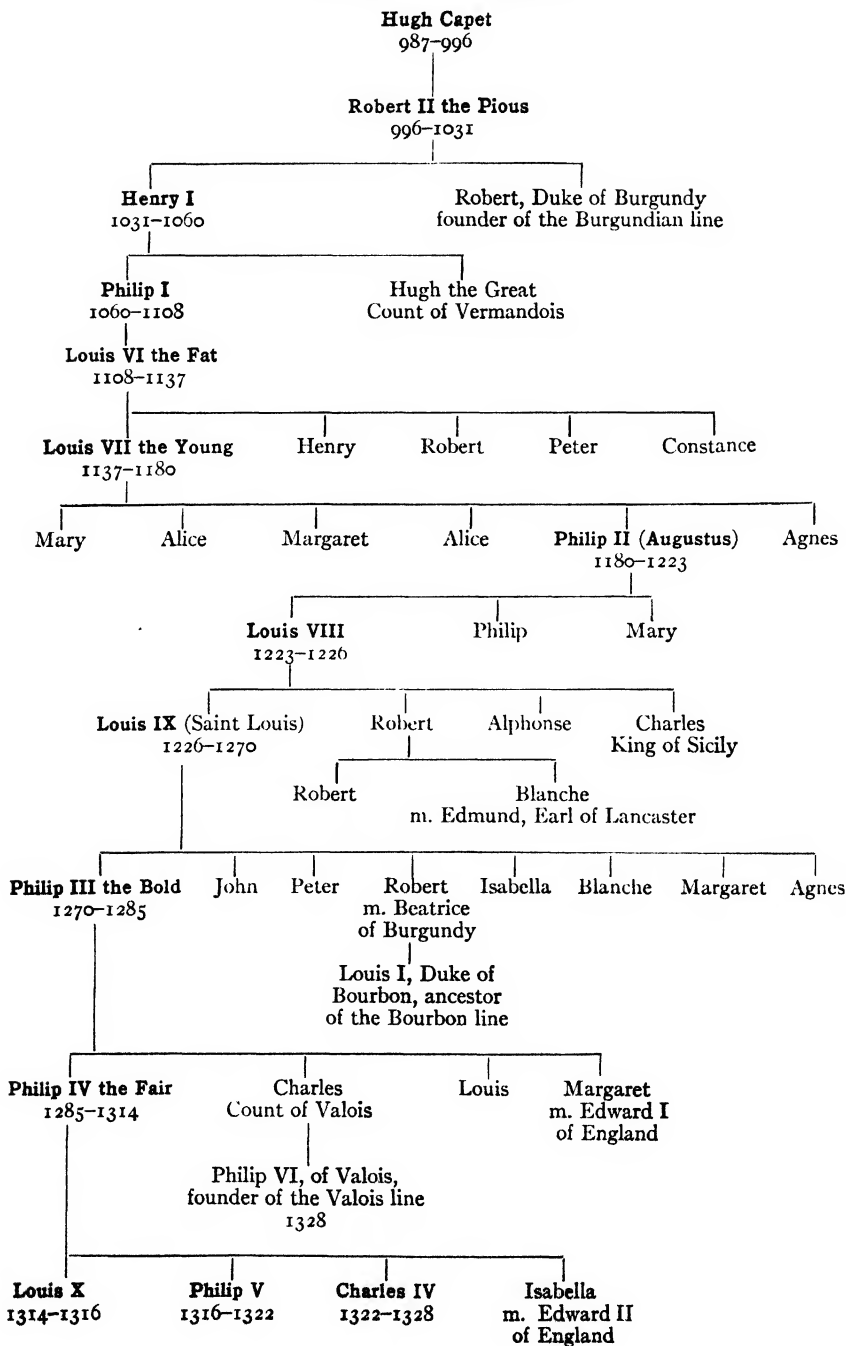 Hugh Capet
987–996
Robert II the Pious
996–1031
Henry I
1031–1060
Robert, Duke of Burgundy
founder of the Burgundian line
Philip I
1060–1108
Hugh the Great
Count of Vermandois
Louis VI the Fat
1108–1137
Louis VII the Young
1137–1180
Henry
Robert
Peter
Constance
Mary
Alice
Margaret
Alice
Philip II (Augustus)
1180–1223
Agnes
Louis VIII
1223–1226
Philip
Mary
Louis IX (Saint Louis)
1226–1270
Robert
Alphonse
Charles
King of Sicily
Robert
Blanche
m. Edmund, Earl of Lancaster
Philip III the Bold
1270–1285
John
Peter
Robert
m. Beatrice
of Burgundy
Isabella
Blanche
Margaret
Agnes
Louis I, Duke of
Bourbon, ancestor
of the Bourbon line
Philip IV the Fair
1285–1314
Charles
Count of Valois
Louis
Margaret
m. Edward I
of England
Philip VI, of Valois,
founder of the Valois line
1328
Louis X
1314–1316
Philip V
1316–1322
Charles IV
1322–1328
Isabella
m. Edward II
of England